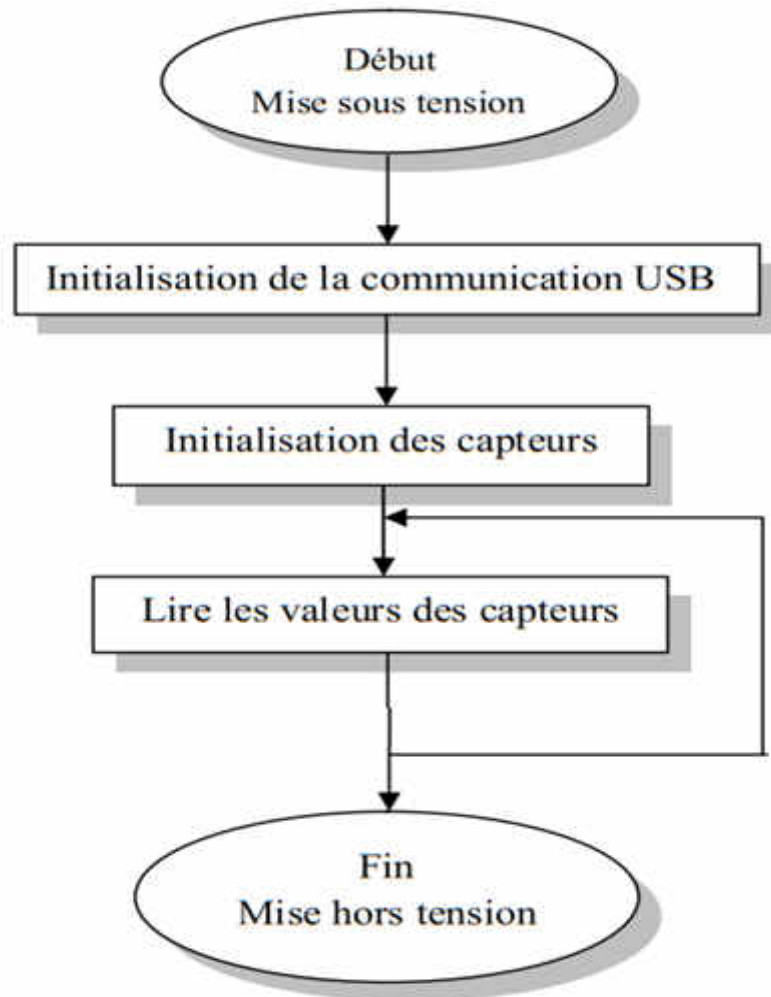 Début
Mise sous tension
Initialisation de la communication USB
Initialisation des capteurs
Lire les valeurs des capteurs
Fin
Mise hors tension